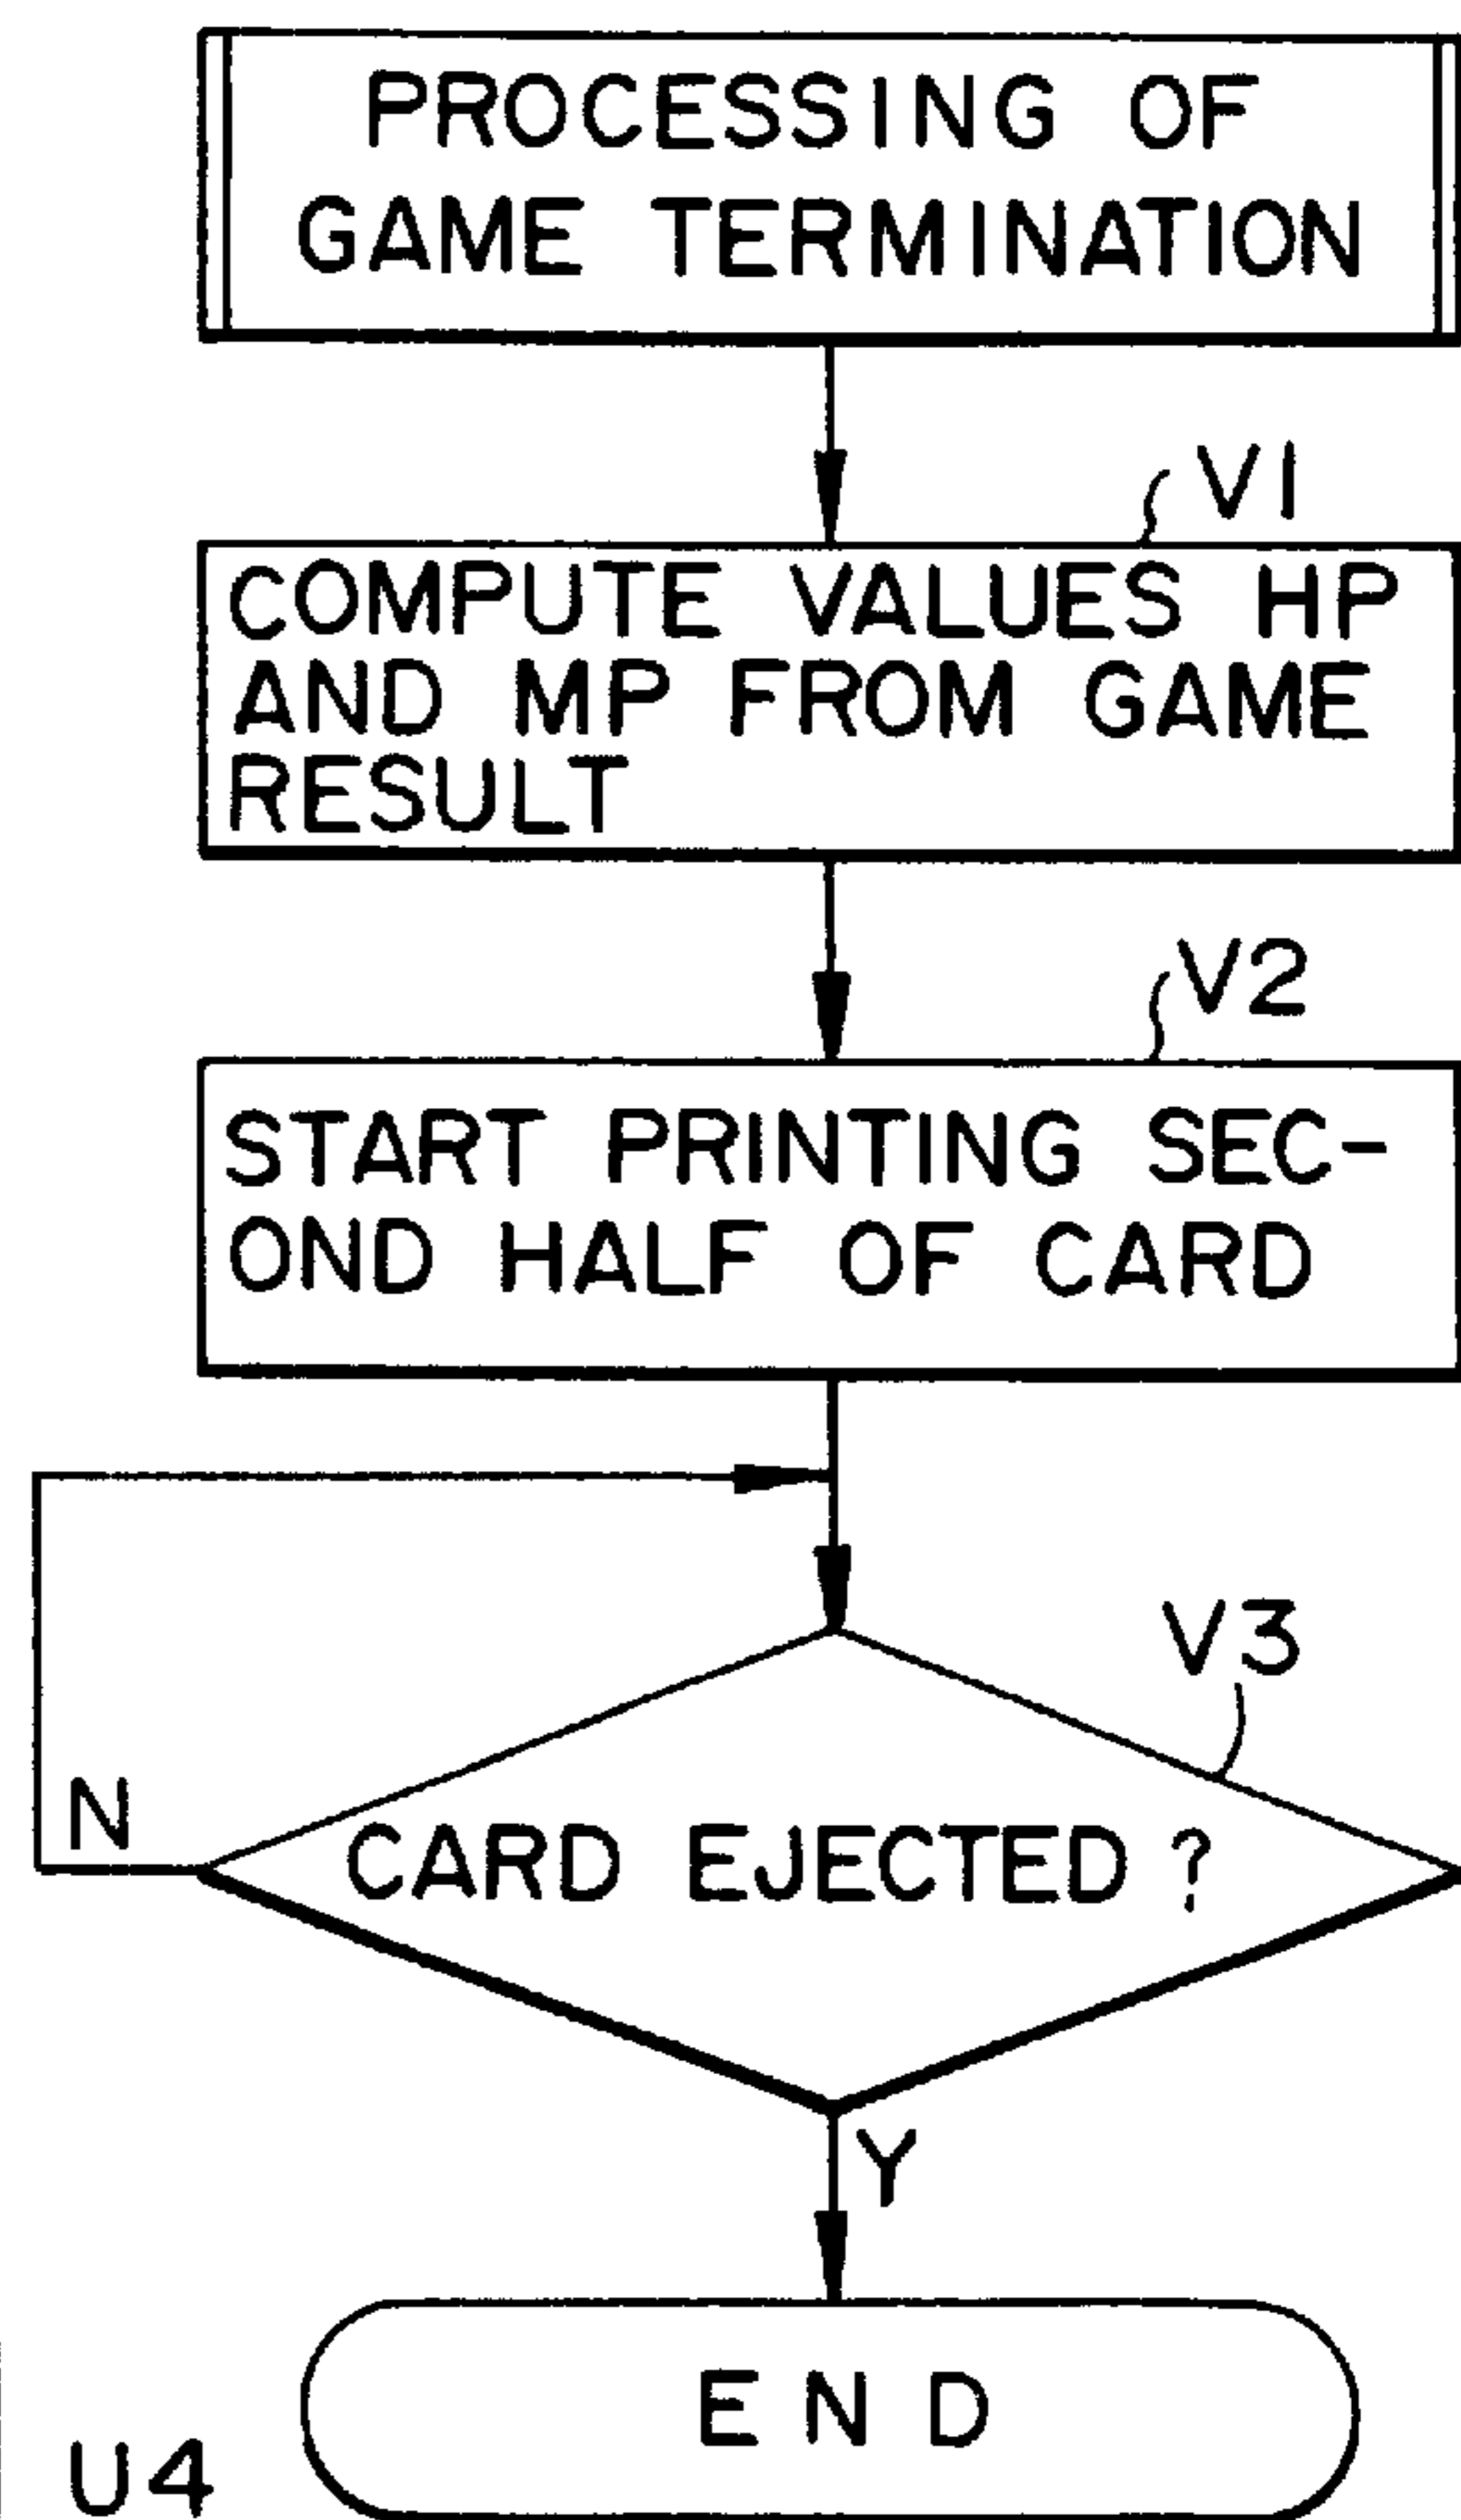 PROCESSING OF
GAME TERMINATION
V1
COMPUTE VALUES HP
AND MP FROM GAME
RESULT
V2
START PRINTING SEC-
OND HALF OF CARD
V3
N
CARD EJECTED?
Y
END
U4